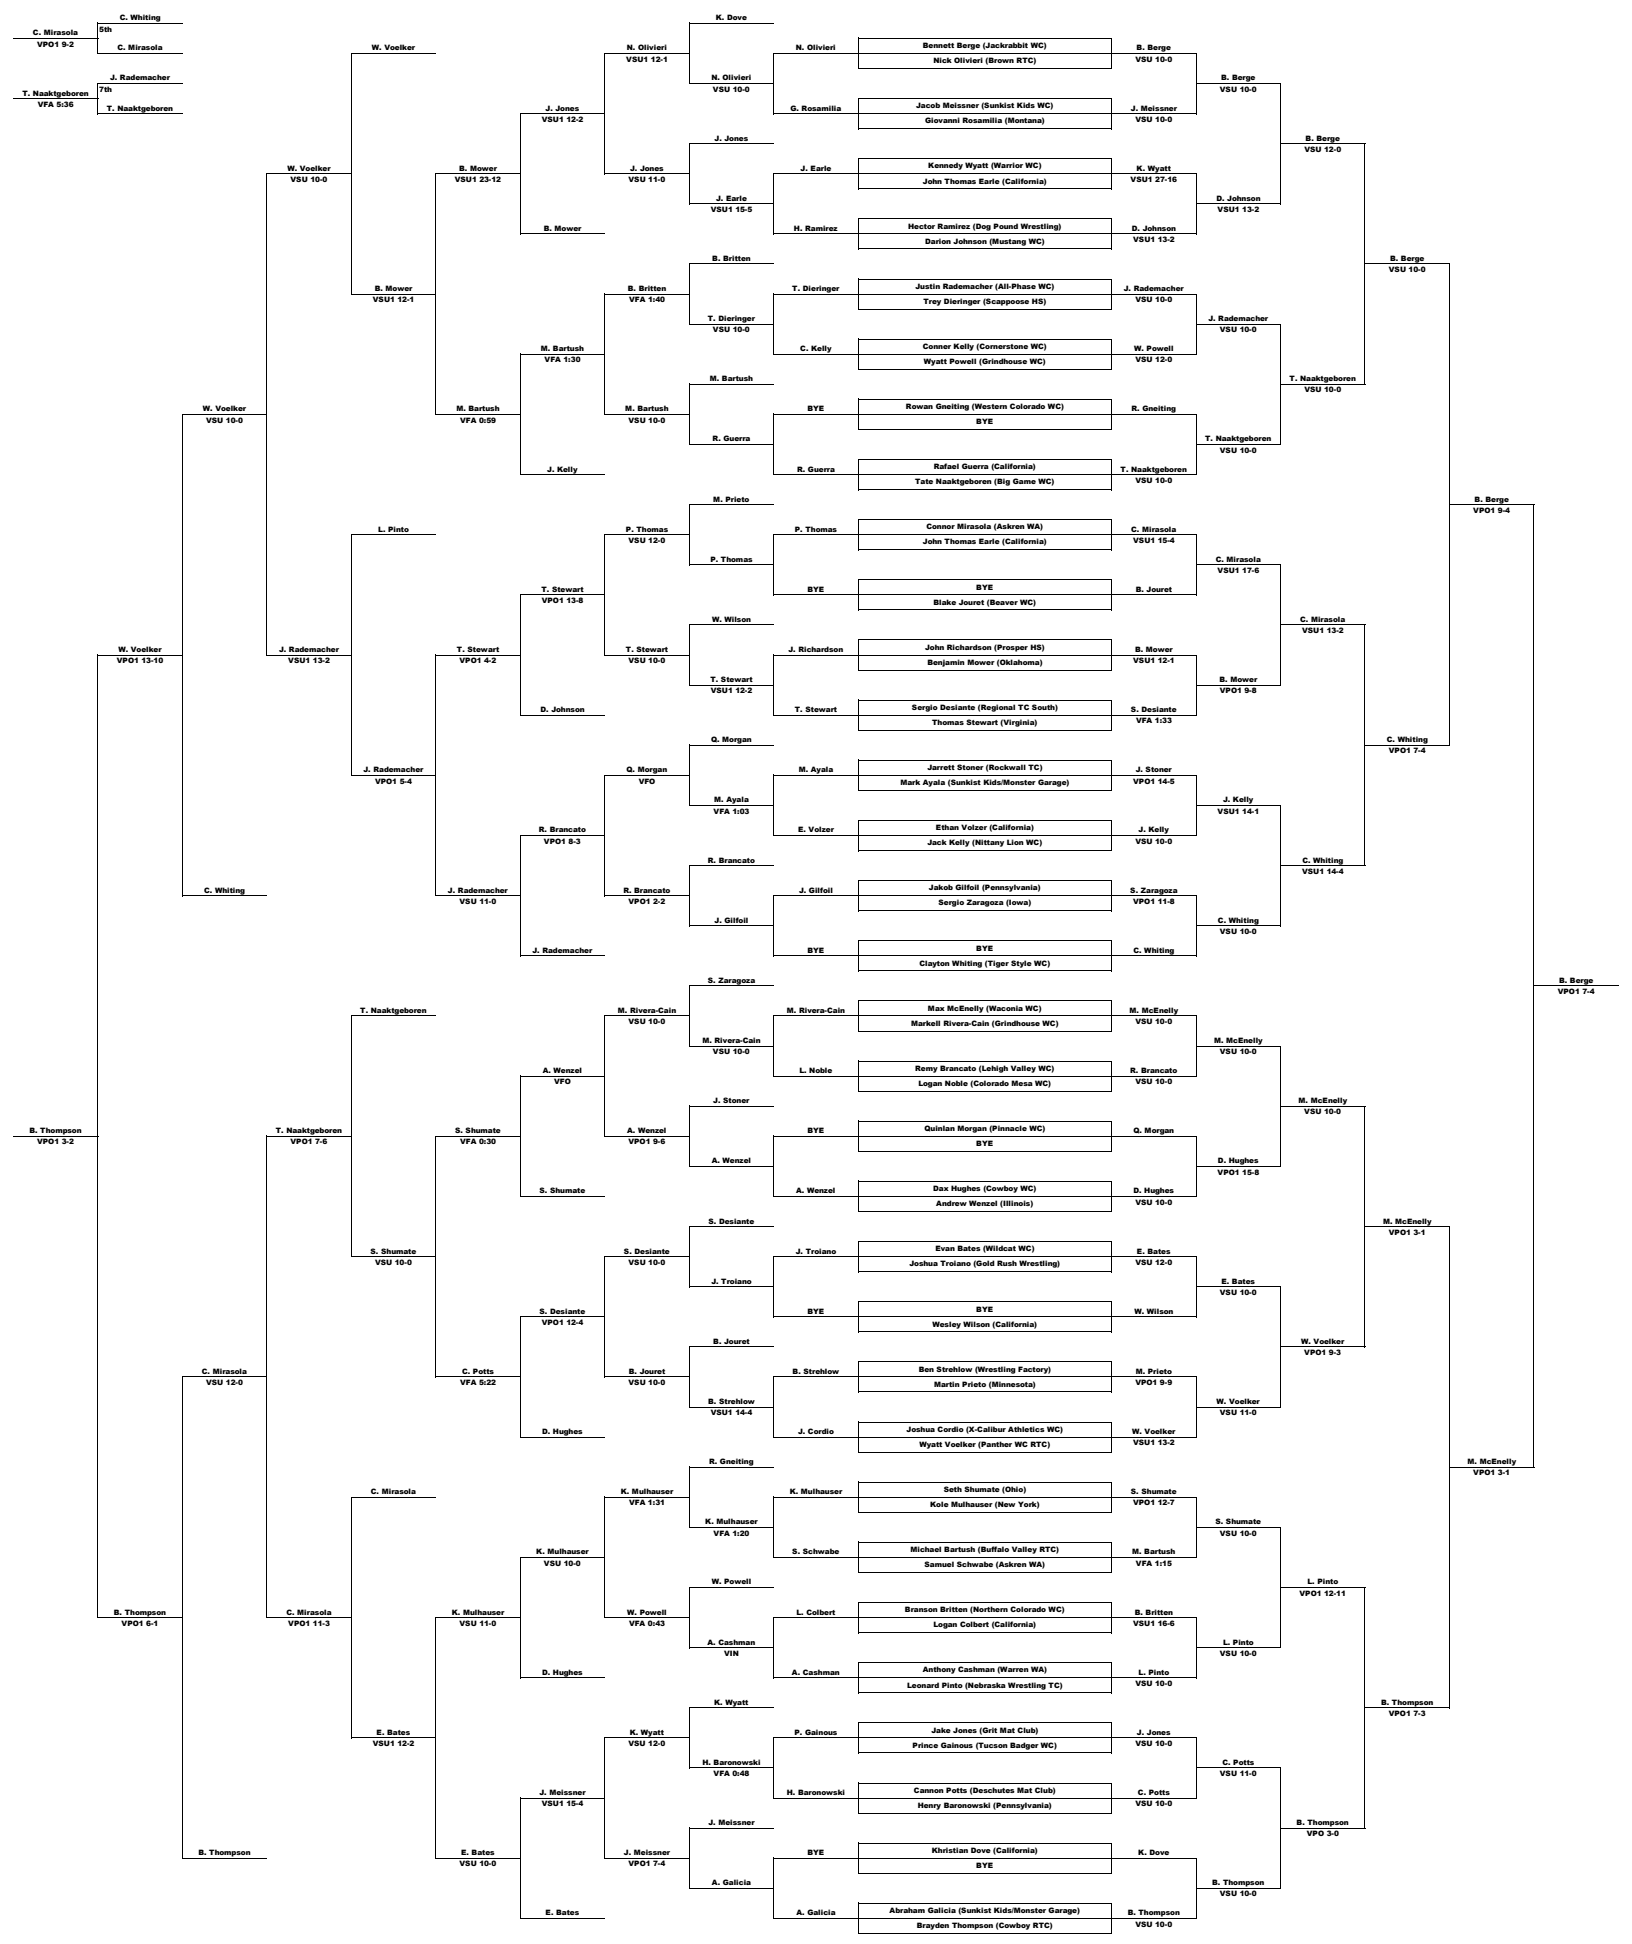 C. Mirasola
VPO1 9-2
T. Naaktgeboren
VFA 5:36
B. Thompson
VPO1 3-2
C. Whiting
5th
C. Mirasola
J. Rademacher
7th
T. Naaktgeboren
W. Voelker
VPO1 13-10
B. Thompson
VPO1 6-1
W. Voelker
VSU 10-0
C. Whiting
C. Mirasola
VSU 12-0
B. Thompson
W. Voelker
VSU 10-0
J. Rademacher
VSU1 13-2
T. Naaktgeboren
VPO1 7-6
C. Mirasola
VPO1 11-3
W. Voelker
B. Mower
VSU1 12-1
L. Pinto
J. Rademacher
VPO1 5-4
T. Naaktgeboren
S. Shumate
VSU 10-0
C. Mirasola
E. Bates
VSU1 12-2
B. Mower
VSU1 23-12
M. Bartush
VFA 0:59
T. Stewart
VPO1 4-2
J. Rademacher
VSU 11-0
S. Shumate
VFA 0:30
C. Potts
VFA 5:22
K. Mulhauser
VSU 11-0
E. Bates
VSU 10-0
J. Jones
VSU1 12-2
B. Mower
M. Bartush
VFA 1:30
J. Kelly
T. Stewart
VPO1 13-8
D. Johnson
R. Brancato
VPO1 8-3
J. Rademacher
A. Wenzel
VFO
S. Shumate
S. Desiante
VPO1 12-4
D. Hughes
K. Mulhauser
VSU 10-0
D. Hughes
J. Meissner
VSU1 15-4
E. Bates
N. Olivieri
VSU1 12-1
J. Jones
VSU 11-0
B. Britten
VFA 1:40
M. Bartush
VSU 10-0
P. Thomas
VSU 12-0
T. Stewart
VSU 10-0
Q. Morgan
VFO
R. Brancato
VPO1 2-2
M. Rivera-Cain
VSU 10-0
A. Wenzel
VPO1 9-6
S. Desiante
VSU 10-0
B. Jouret
VSU 10-0
K. Mulhauser
VFA 1:31
W. Powell
VFA 0:43
K. Wyatt
VSU 12-0
J. Meissner
VPO1 7-4
K. Dove
N. Olivieri
VSU 10-0
J. Jones
J. Earle
VSU1 15-5
B. Britten
T. Dieringer
VSU 10-0
M. Bartush
R. Guerra
M. Prieto
P. Thomas
W. Wilson
T. Stewart
VSU1 12-2
Q. Morgan
M. Ayala
VFA 1:03
R. Brancato
J. Gilfoil
S. Zaragoza
M. Rivera-Cain
VSU 10-0
J. Stoner
A. Wenzel
S. Desiante
J. Troiano
B. Jouret
B. Strehlow
VSU1 14-4
R. Gneiting
K. Mulhauser
VFA 1:20
W. Powell
A. Cashman
VIN
K. Wyatt
H. Baronowski
VFA 0:48
J. Meissner
A. Galicia
N. Olivieri
G. Rosamilia
J. Earle
H. Ramirez
T. Dieringer
C. Kelly
BYE
R. Guerra
P. Thomas
BYE
J. Richardson
T. Stewart
M. Ayala
E. Volzer
J. Gilfoil
BYE
M. Rivera-Cain
L. Noble
BYE
A. Wenzel
J. Troiano
BYE
B. Strehlow
J. Cordio
K. Mulhauser
S. Schwabe
L. Colbert
A. Cashman
P. Gainous
H. Baronowski
BYE
A. Galicia
Bennett Berge (Jackrabbit WC)
Nick Olivieri (Brown RTC)
Jacob Meissner (Sunkist Kids WC)
Giovanni Rosamilia (Montana)
Kennedy Wyatt (Warrior WC)
John Thomas Earle (California)
Hector Ramirez (Dog Pound Wrestling)
Darion Johnson (Mustang WC)
Justin Rademacher (All-Phase WC)
Trey Dieringer (Scappoose HS)
Conner Kelly (Cornerstone WC)
Wyatt Powell (Grindhouse WC)
Rowan Gneiting (Western Colorado WC)
BYE
Rafael Guerra (California)
Tate Naaktgeboren (Big Game WC)
Connor Mirasola (Askren WA)
John Thomas Earle (California)
BYE
Blake Jouret (Beaver WC)
John Richardson (Prosper HS)
Benjamin Mower (Oklahoma)
Sergio Desiante (Regional TC South)
Thomas Stewart (Virginia)
Jarrett Stoner (Rockwall TC)
Mark Ayala (Sunkist Kids/Monster Garage)
Ethan Volzer (California)
Jack Kelly (Nittany Lion WC)
Jakob Gilfoil (Pennsylvania)
Sergio Zaragoza (Iowa)
BYE
Clayton Whiting (Tiger Style WC)
Max McEnelly (Waconia WC)
Markell Rivera-Cain (Grindhouse WC)
Remy Brancato (Lehigh Valley WC)
Logan Noble (Colorado Mesa WC)
Quinlan Morgan (Pinnacle WC)
BYE
Dax Hughes (Cowboy WC)
Andrew Wenzel (Illinois)
Evan Bates (Wildcat WC)
Joshua Troiano (Gold Rush Wrestling)
BYE
Wesley Wilson (California)
Ben Strehlow (Wrestling Factory)
Martin Prieto (Minnesota)
Joshua Cordio (X-Calibur Athletics WC)
Wyatt Voelker (Panther WC RTC)
Seth Shumate (Ohio)
Kole Mulhauser (New York)
Michael Bartush (Buffalo Valley RTC)
Samuel Schwabe (Askren WA)
Branson Britten (Northern Colorado WC)
Logan Colbert (California)
Anthony Cashman (Warren WA)
Leonard Pinto (Nebraska Wrestling TC)
Jake Jones (Grit Mat Club)
Prince Gainous (Tucson Badger WC)
Cannon Potts (Deschutes Mat Club)
Henry Baronowski (Pennsylvania)
Khristian Dove (California)
BYE
Abraham Galicia (Sunkist Kids/Monster Garage)
Brayden Thompson (Cowboy RTC)
B. Berge
VSU 10-0
J. Meissner
VSU 10-0
K. Wyatt
VSU1 27-16
D. Johnson
VSU1 13-2
J. Rademacher
VSU 10-0
W. Powell
VSU 12-0
R. Gneiting
T. Naaktgeboren
VSU 10-0
C. Mirasola
VSU1 15-4
B. Jouret
B. Mower
VSU1 12-1
S. Desiante
VFA 1:33
J. Stoner
VPO1 14-5
J. Kelly
VSU 10-0
S. Zaragoza
VPO1 11-8
C. Whiting
M. McEnelly
VSU 10-0
R. Brancato
VSU 10-0
Q. Morgan
D. Hughes
VSU 10-0
E. Bates
VSU 12-0
W. Wilson
M. Prieto
VPO1 9-9
W. Voelker
VSU1 13-2
S. Shumate
VPO1 12-7
M. Bartush
VFA 1:15
B. Britten
VSU1 16-6
L. Pinto
VSU 10-0
J. Jones
VSU 10-0
C. Potts
VSU 10-0
K. Dove
B. Thompson
VSU 10-0
B. Berge
VSU 10-0
D. Johnson
VSU1 13-2
J. Rademacher
VSU 10-0
T. Naaktgeboren
VSU 10-0
C. Mirasola
VSU1 17-6
B. Mower
VPO1 9-8
J. Kelly
VSU1 14-1
C. Whiting
VSU 10-0
M. McEnelly
VSU 10-0
D. Hughes
VPO1 15-8
E. Bates
VSU 10-0
W. Voelker
VSU 11-0
S. Shumate
VSU 10-0
L. Pinto
VSU 10-0
C. Potts
VSU 11-0
B. Thompson
VSU 10-0
B. Berge
VSU 12-0
T. Naaktgeboren
VSU 10-0
C. Mirasola
VSU1 13-2
C. Whiting
VSU1 14-4
M. McEnelly
VSU 10-0
W. Voelker
VPO1 9-3
L. Pinto
VPO1 12-11
B. Thompson
VPO 3-0
B. Berge
VSU 10-0
C. Whiting
VPO1 7-4
M. McEnelly
VPO1 3-1
B. Thompson
VPO1 7-3
B. Berge
VPO1 9-4
M. McEnelly
VPO1 3-1
B. Berge
VPO1 7-4